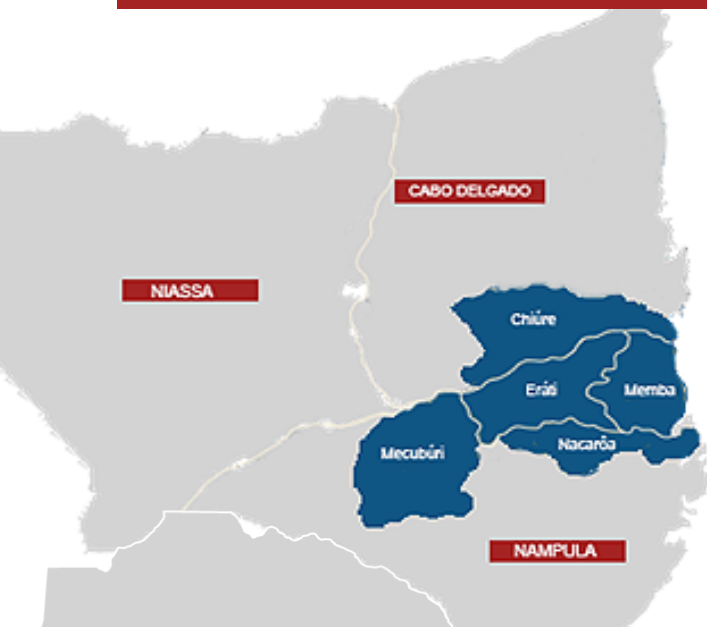 CABO DELGADO
NIASSA
Chiúre
Eráti
Memba
Nacarôa
Mecubúri
NAMPULA